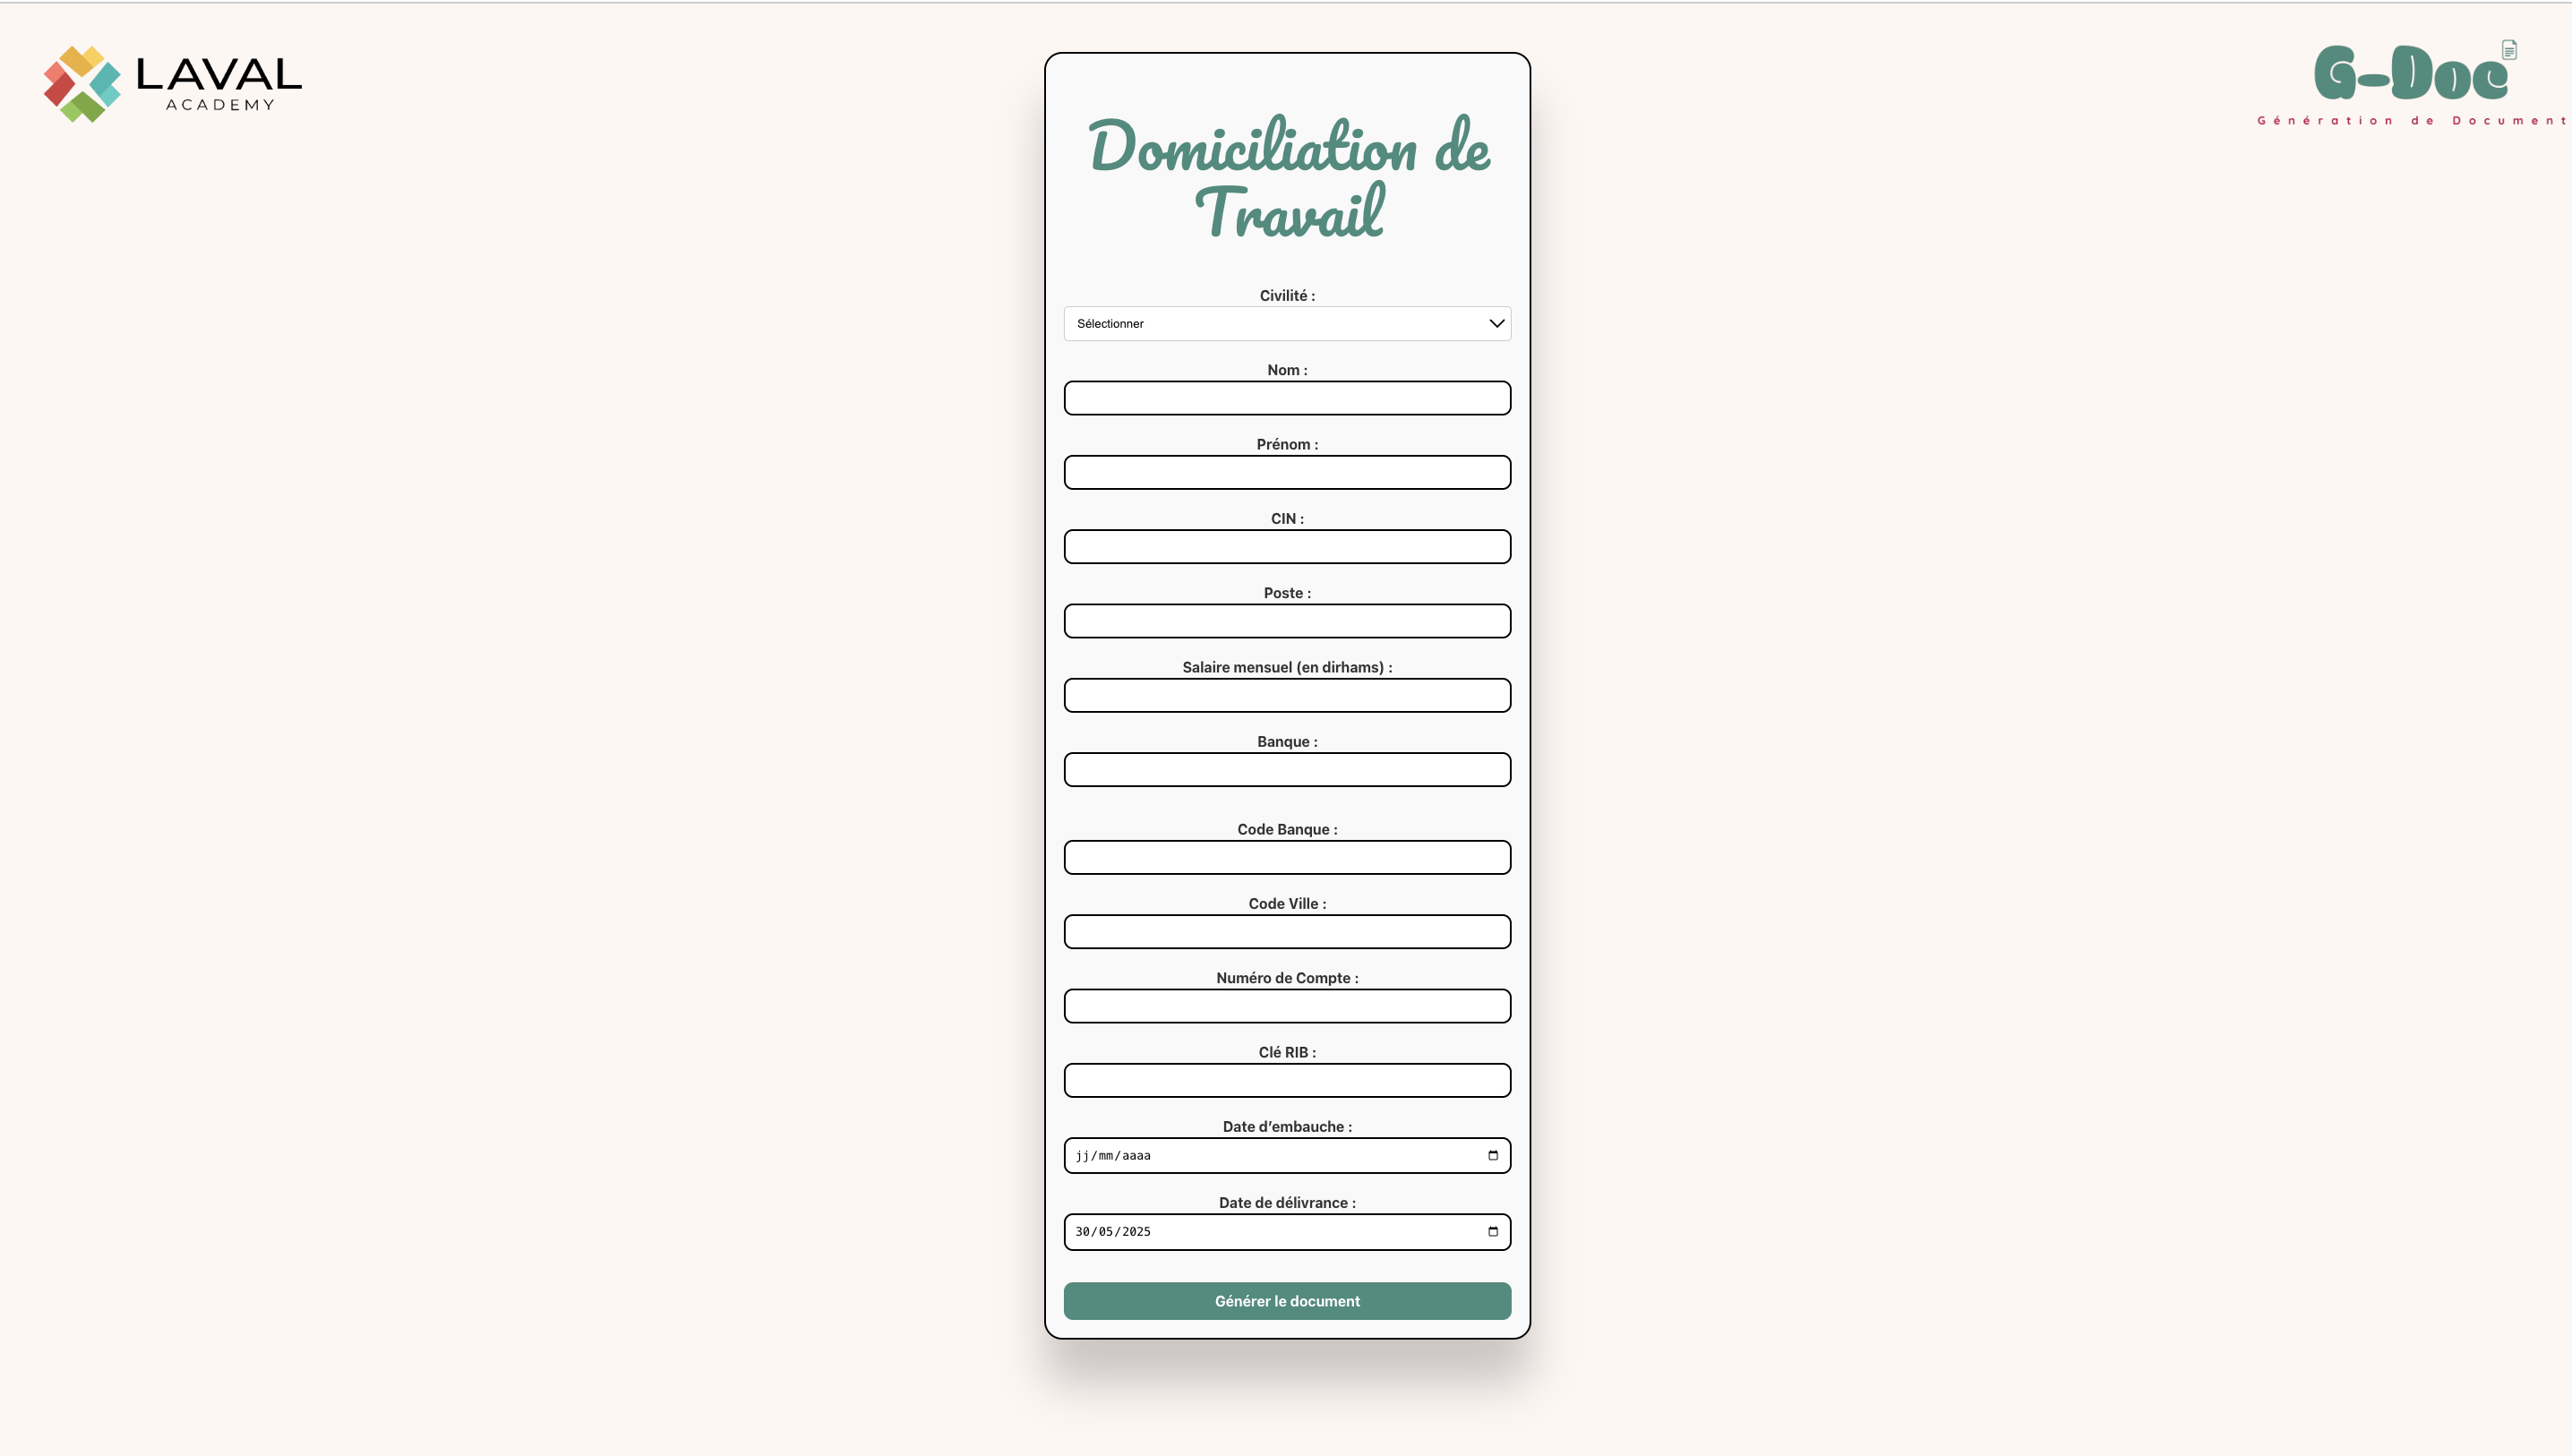 LAVAL
ACADEMY
G-Doc
Génération de Document
Domiciliation de
Travail
Civilité :
Sélectionner
Nom :
Prénom :
CIN :
Poste :
Salaire mensuel (en dirhams) :
Banque :
Code Banque :
Code Ville :
Numéro de Compte :
Clé RIB :
Date d’embauche :
jj/mm/aaaa
Date de délivrance :
30/05/2025
Générer le document